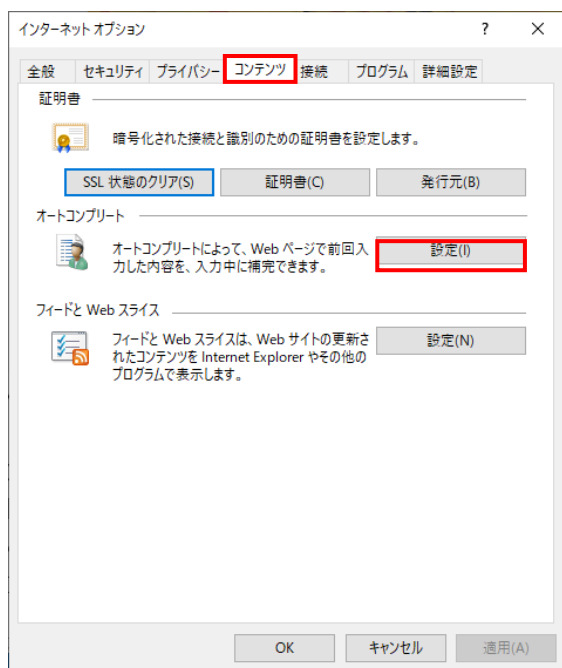 インターネット オプション
?
全般 セキュリティ プライバシー コンテンツ 接続 プログラム 詳細設定
証明書
暗号化された接続と識別のための証明書を設定します。
SSL 状態のクリア(S) 証明書(C) 発行元(B)
オートコンプリート
オートコンプリートによって、Web ページで前回入
力した内容を、入力中に補完できます。
設定(I)
フィードと Web スライス
フィードと Web スライスは、Web サイトの更新さ
れたコンテンツを Internet Explorer やその他の
プログラムで表示します。
設定(N)
OK キャンセル 適用(A)